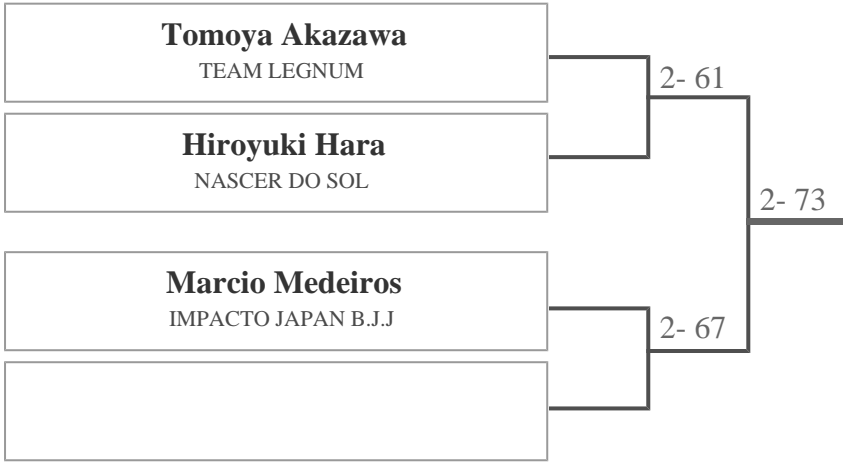 Tomoya Akazawa
TEAM LEGNUM
2- 61
Hiroyuki Hara
NASCER DO SOL
2- 73
Marcio Medeiros
IMPACTO JAPAN B.J.J
2- 67